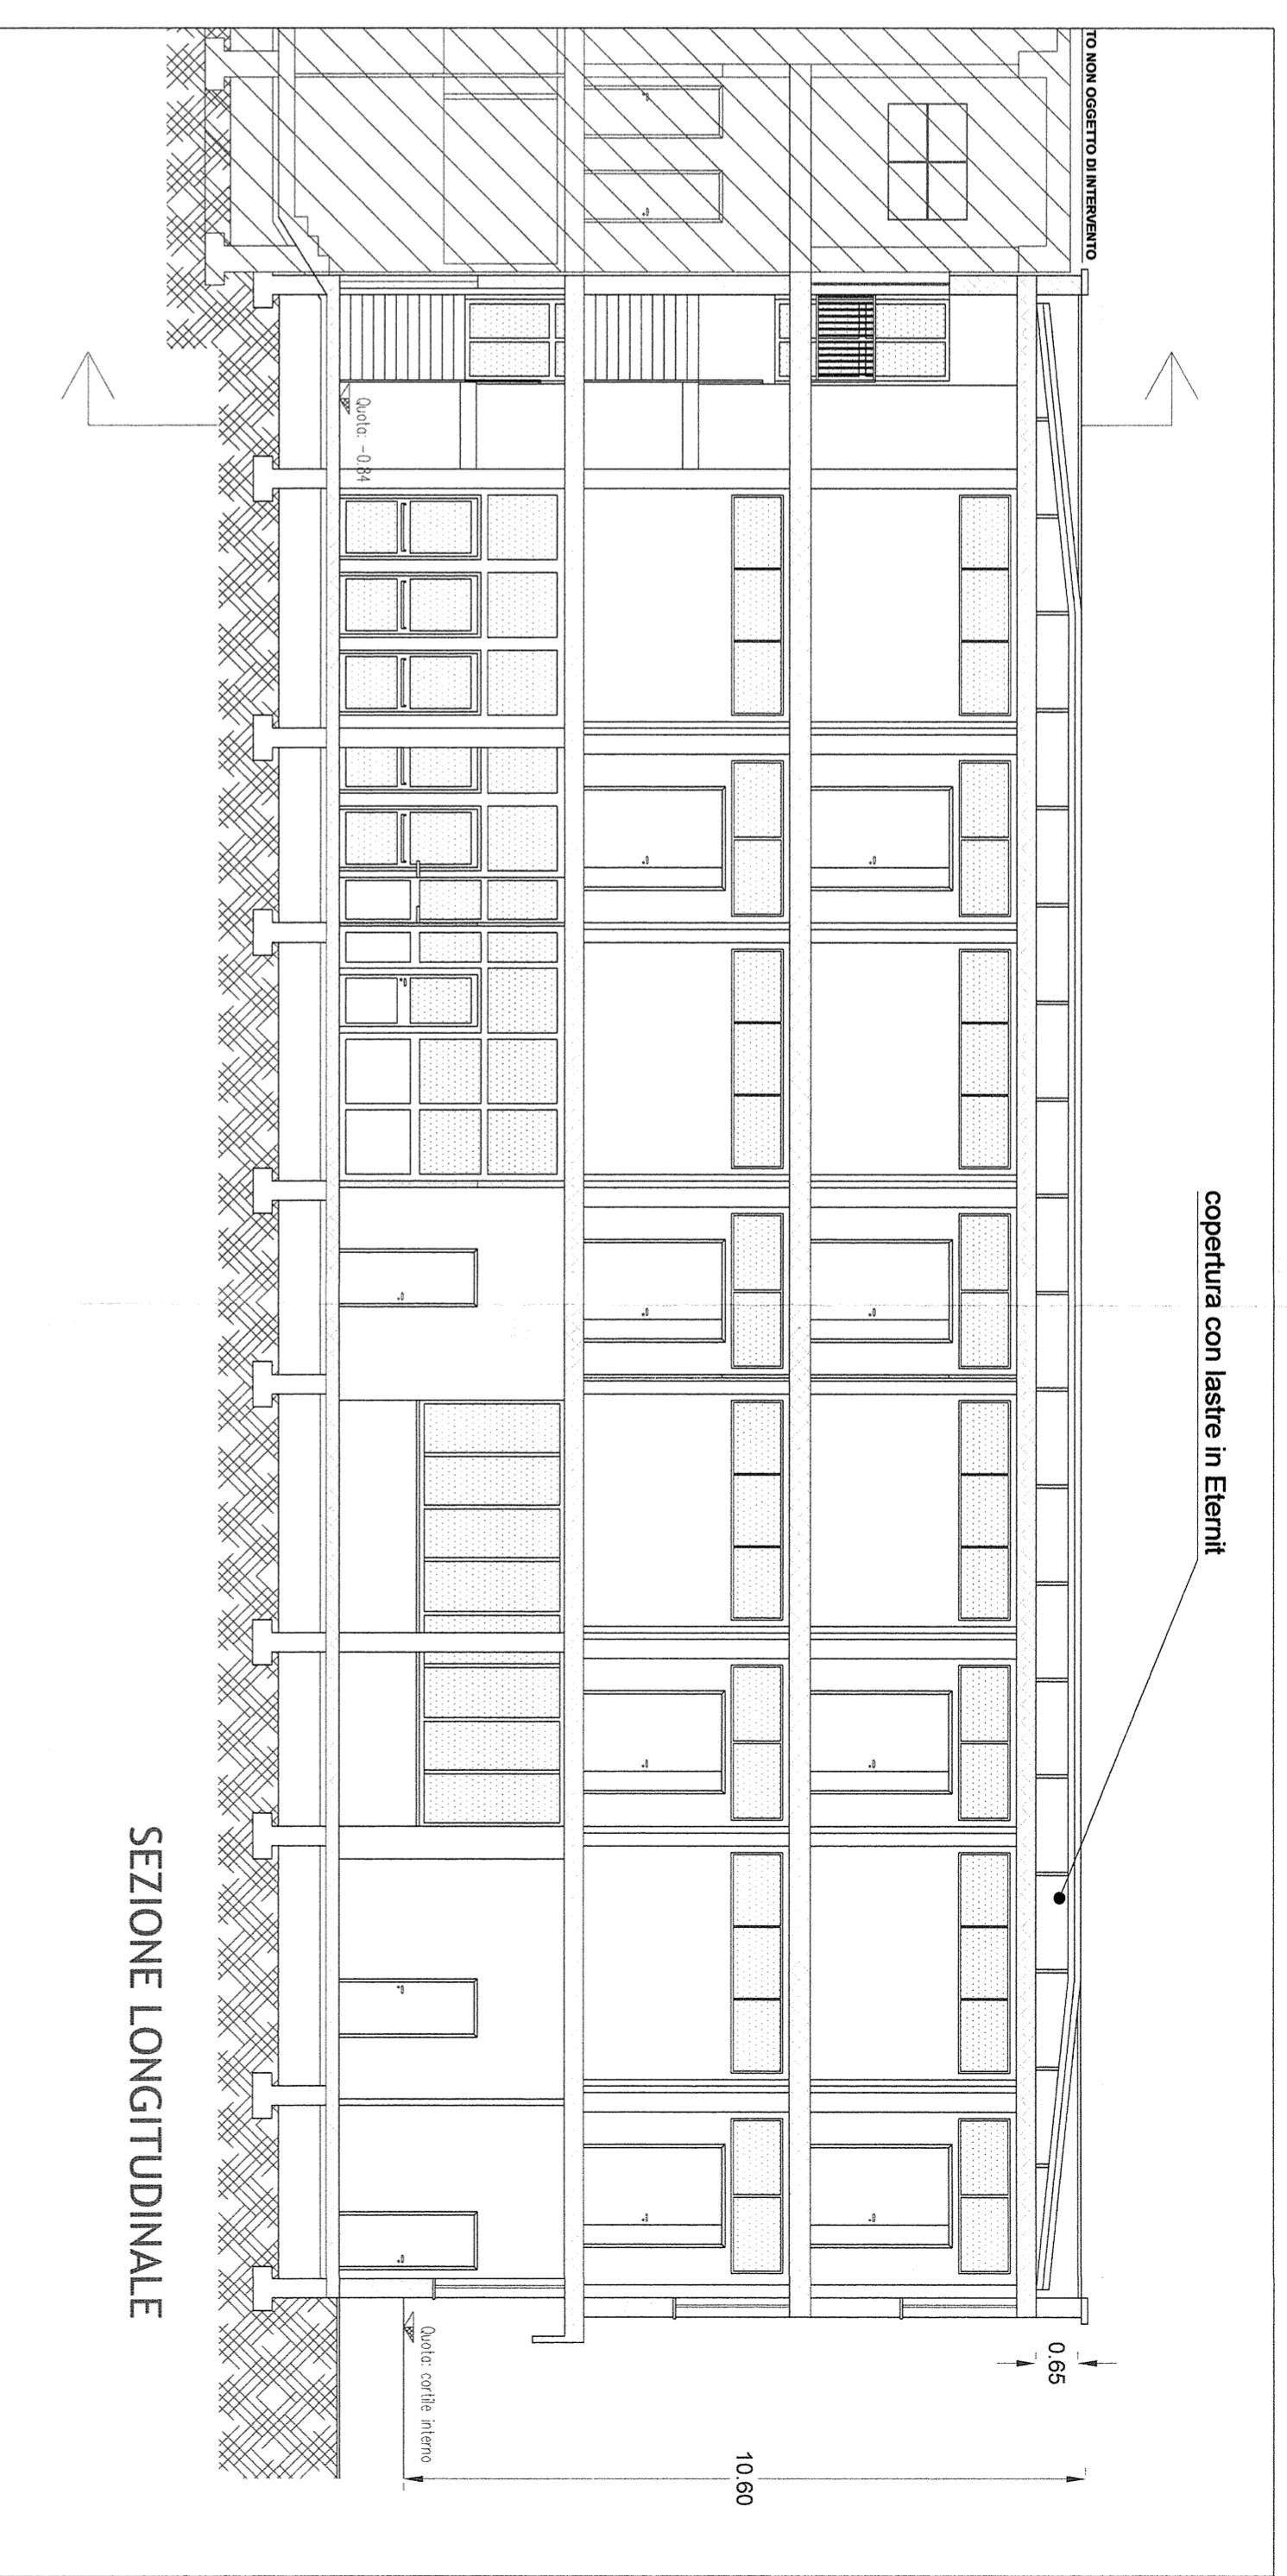 TO NON OGGETTO DI INTERVENTO
copertura con lastre in Eternit
Quota: -0.84
0.65
10.60
Quota: cortile interno
SEZIONE LONGITUDINALE